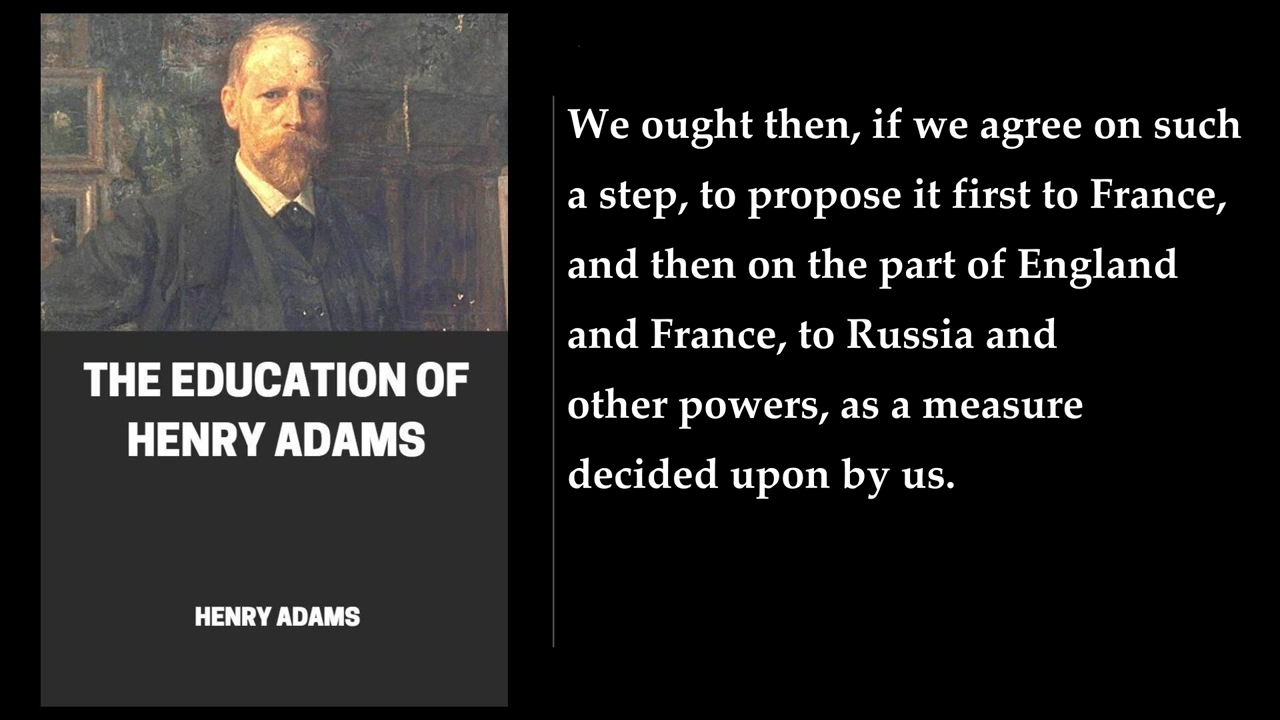 THE EDUCATION OF
HENRY ADAMS
HENRY ADAMS
We ought then, if we agree on such
a step, to propose it first to France,
and then on the part of England
and France, to Russia and
other powers, as a measure
decided upon by us.